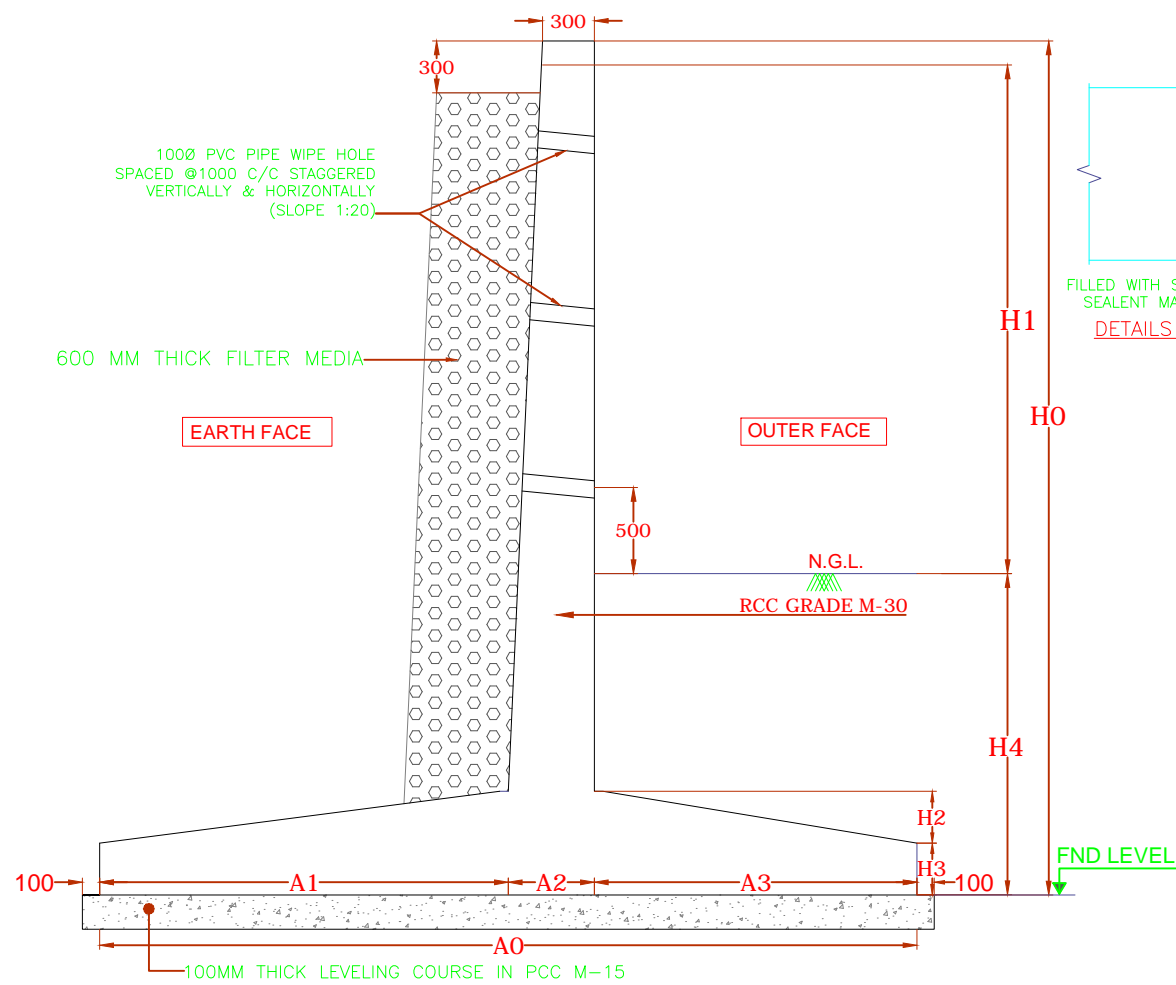 300
300
100Ø PVC PIPE WIPE HOLE
SPACED @1000 C/C STAGGERED
VERTICALLY & HORIZONTALLY
(SLOPE 1:20)
FILLED WITH S
SEALENT MA
DETAILS
H1
600 MM THICK FILTER MEDIA
H0
EARTH FACE
OUTER FACE
500
N.G.L.
RCC GRADE M-30
H4
H2
FND LEVEL
H3
100
A1
A2
A3
100
A0
100MM THICK LEVELING COURSE IN PCC M-15